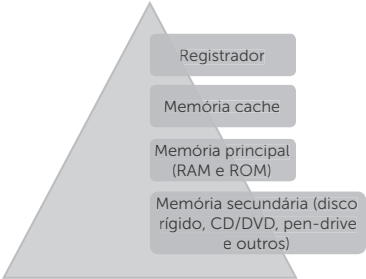 Registrador
Memória cache
Memória principal
(RAM e ROM)
Memória secundária (disco
rígido, CD/DVD, pen-drive
e outros)